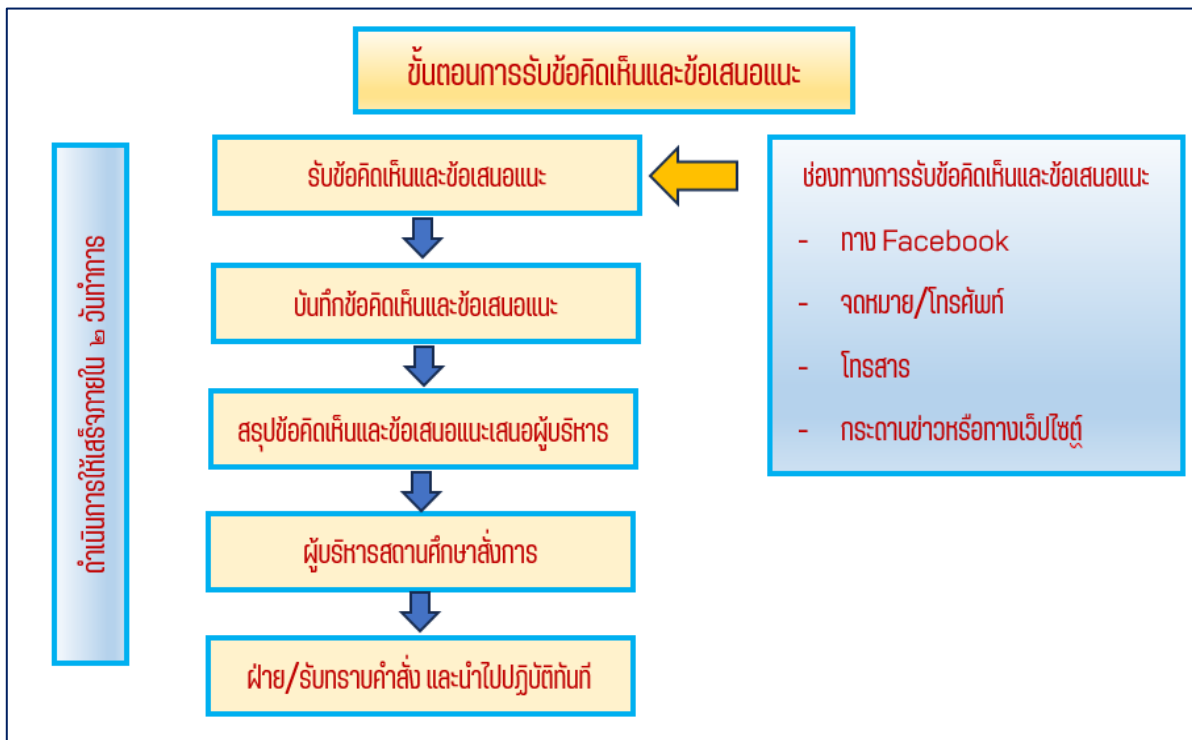 ขั้นตอนการรับข้อคิดเห็นและข้อเสนอแนะ
ดำเนินการให้เสร็จภายใน ๒ วันทำการ
รับข้อคิดเห็นและข้อเสนอแนะ
บันทึกข้อคิดเห็นและข้อเสนอแนะ
สรุปข้อคิดเห็นและข้อเสนอแนะเสนอผู้บริหาร
ผู้บริหารสถานศึกษาสั่งการ
ฝ่าย/รับทราบคำสั่ง และนำไปปฏิบัติทันที
ช่องทางการรับข้อคิดเห็นและข้อเสนอแนะ
- ทาง Facebook
- จดหมาย/โทรศัพท์
- โทรสาร
- กระดานข่าวหรือทางเว็ปไซต์